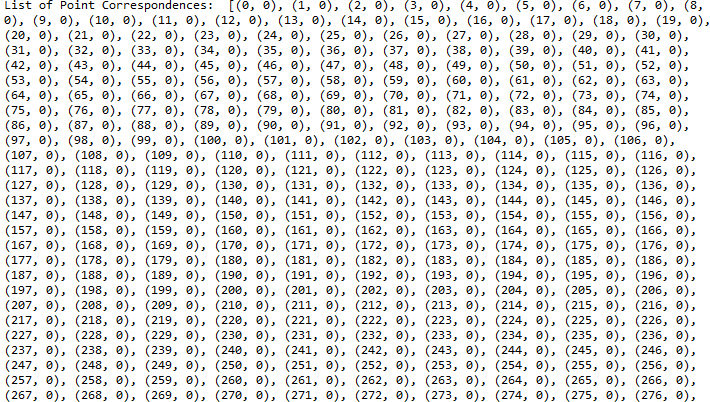 List of Point Correspondences:  [(0, 0), (1, 0), (2, 0), (3, 0), (4, 0), (5, 0), (6, 0), (7, 0), (8,
0), (9, 0), (10, 0), (11, 0), (12, 0), (13, 0), (14, 0), (15, 0), (16, 0), (17, 0), (18, 0), (19, 0),
(20, 0), (21, 0), (22, 0), (23, 0), (24, 0), (25, 0), (26, 0), (27, 0), (28, 0), (29, 0), (30, 0),
(31, 0), (32, 0), (33, 0), (34, 0), (35, 0), (36, 0), (37, 0), (38, 0), (39, 0), (40, 0), (41, 0),
(42, 0), (43, 0), (44, 0), (45, 0), (46, 0), (47, 0), (48, 0), (49, 0), (50, 0), (51, 0), (52, 0),
(53, 0), (54, 0), (55, 0), (56, 0), (57, 0), (58, 0), (59, 0), (60, 0), (61, 0), (62, 0), (63, 0),
(64, 0), (65, 0), (66, 0), (67, 0), (68, 0), (69, 0), (70, 0), (71, 0), (72, 0), (73, 0), (74, 0),
(75, 0), (76, 0), (77, 0), (78, 0), (79, 0), (80, 0), (81, 0), (82, 0), (83, 0), (84, 0), (85, 0),
(86, 0), (87, 0), (88, 0), (89, 0), (90, 0), (91, 0), (92, 0), (93, 0), (94, 0), (95, 0), (96, 0),
(97, 0), (98, 0), (99, 0), (100, 0), (101, 0), (102, 0), (103, 0), (104, 0), (105, 0), (106, 0),
(107, 0), (108, 0), (109, 0), (110, 0), (111, 0), (112, 0), (113, 0), (114, 0), (115, 0), (116, 0),
(117, 0), (118, 0), (119, 0), (120, 0), (121, 0), (122, 0), (123, 0), (124, 0), (125, 0), (126, 0),
(127, 0), (128, 0), (129, 0), (130, 0), (131, 0), (132, 0), (133, 0), (134, 0), (135, 0), (136, 0),
(137, 0), (138, 0), (139, 0), (140, 0), (141, 0), (142, 0), (143, 0), (144, 0), (145, 0), (146, 0),
(147, 0), (148, 0), (149, 0), (150, 0), (151, 0), (152, 0), (153, 0), (154, 0), (155, 0), (156, 0),
(157, 0), (158, 0), (159, 0), (160, 0), (161, 0), (162, 0), (163, 0), (164, 0), (165, 0), (166, 0),
(167, 0), (168, 0), (169, 0), (170, 0), (171, 0), (172, 0), (173, 0), (174, 0), (175, 0), (176, 0),
(177, 0), (178, 0), (179, 0), (180, 0), (181, 0), (182, 0), (183, 0), (184, 0), (185, 0), (186, 0),
(187, 0), (188, 0), (189, 0), (190, 0), (191, 0), (192, 0), (193, 0), (194, 0), (195, 0), (196, 0),
(197, 0), (198, 0), (199, 0), (200, 0), (201, 0), (202, 0), (203, 0), (204, 0), (205, 0), (206, 0),
(207, 0), (208, 0), (209, 0), (210, 0), (211, 0), (212, 0), (213, 0), (214, 0), (215, 0), (216, 0),
(217, 0), (218, 0), (219, 0), (220, 0), (221, 0), (222, 0), (223, 0), (224, 0), (225, 0), (226, 0),
(227, 0), (228, 0), (229, 0), (230, 0), (231, 0), (232, 0), (233, 0), (234, 0), (235, 0), (236, 0),
(237, 0), (238, 0), (239, 0), (240, 0), (241, 0), (242, 0), (243, 0), (244, 0), (245, 0), (246, 0),
(247, 0), (248, 0), (249, 0), (250, 0), (251, 0), (252, 0), (253, 0), (254, 0), (255, 0), (256, 0),
(257, 0), (258, 0), (259, 0), (260, 0), (261, 0), (262, 0), (263, 0), (264, 0), (265, 0), (266, 0),
(267, 0), (268, 0), (269, 0), (270, 0), (271, 0), (272, 0), (273, 0), (274, 0), (275, 0), (276, 0),